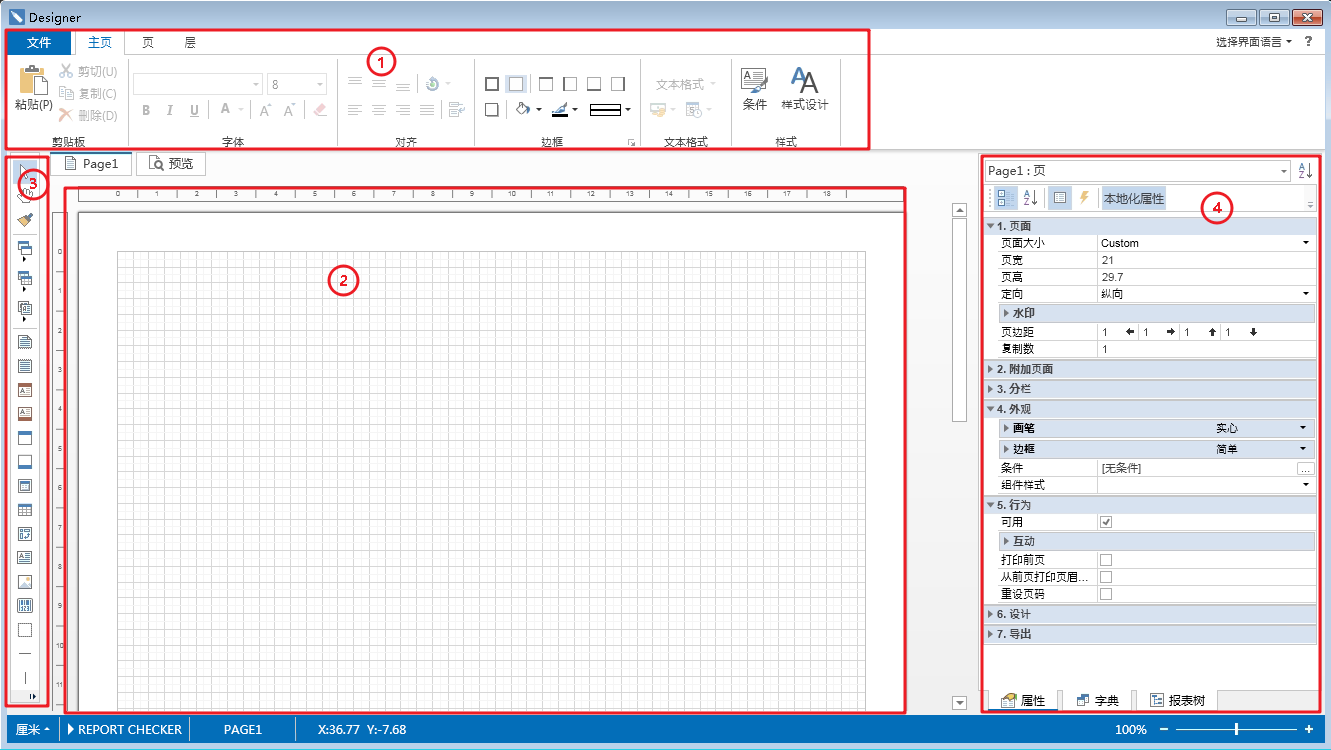 Designer
文件 主页 页 层 选择界面语言 ?
1
粘贴(P) 剪切(U) 复制(C) 删除(D)
8
B I U A A A
文本格式
条件 样式设计
剪贴板 字体 对齐 边框 文本格式 样式
3
Page1 预览
0 1 2 3 4 5 6 7 8 9 10 11 12 13 14 15 16 17 18
0
1
2
3
4
5
6
7
8
9
10
11
2
Page1 : 页
本地化属性
4
1. 页面
页面大小 Custom
页宽 21
页高 29.7
定向 纵向
水印
页边距 1 1 1 1
复制数 1
2. 附加页面
3. 分栏
4. 外观
画笔 实心
边框 简单
条件 [无条件] ...
组件样式
5. 行为
可用
互动
打印前页
从前页打印页眉...
重设页码
6. 设计
7. 导出
属性 字典 报表树
厘米 REPORT CHECKER PAGE1 X:36.77 Y:-7.68 100% − +